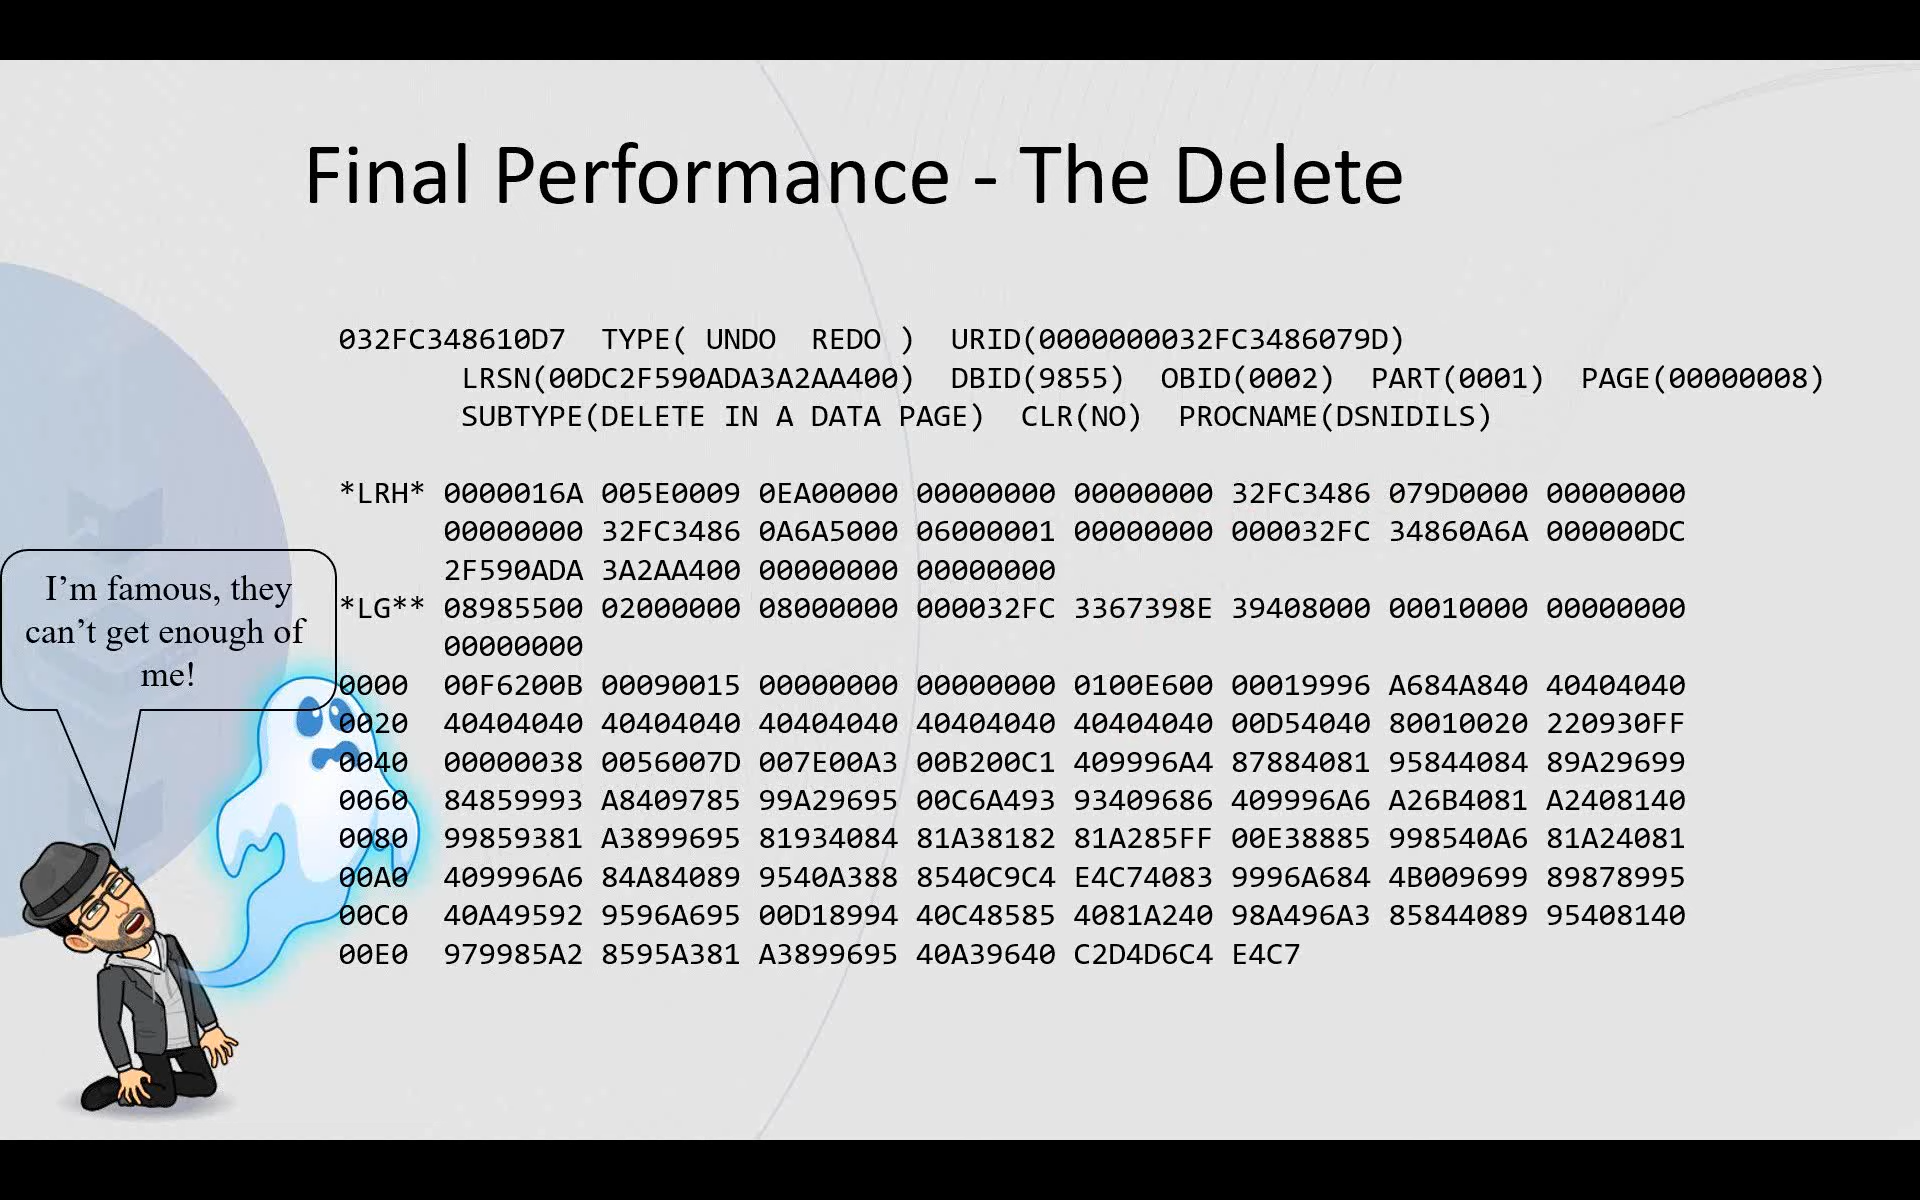 Final Performance - The Delete
032FC348610D7 TYPE( UNDO REDO ) URID(0000000032FC3486079D)
LRSN(00DC2F590ADA3A2AA400) DBID(9855) OBID(0002) PART(0001) PAGE(00000008)
SUBTYPE(DELETE IN A DATA PAGE) CLR(NO) PROCNAME(DSNIDILS)
*LRH* 0000016A 005E0009 0EA00000 00000000 00000000 32FC3486 079D0000 00000000
00000000 32FC3486 0A6A5000 06000001 00000000 000032FC 34860A6A 000000DC
2F590ADA 3A2AA400 00000000 00000000
*LG** 08985500 02000000 08000000 000032FC 3367398E 39408000 00010000 00000000
00000000
0000 00F6200B 00090015 00000000 00000000 0100E600 00019996 A684A840 40404040
0020 40404040 40404040 40404040 40404040 40404040 00D54040 80010020 220930FF
0040 00000038 0056007D 007E00A3 00B200C1 409996A4 87884081 95844084 89A29699
0060 84859993 A8409785 99A29695 00C6A493 93409686 409996A6 A26B4081 A2408140
0080 99859381 A3899695 81934084 81A38182 81A285FF 00E38885 998540A6 81A24081
00A0 409996A6 84A84089 9540A388 8540C9C4 E4C74083 9996A684 4B009699 89878995
00C0 40A49592 9596A695 00D18994 40C48585 4081A240 98A496A3 85844089 95408140
00E0 979985A2 8595A381 A3899695 40A39640 C2D4D6C4 E4C7
I'm famous, they
can't get enough of
me!